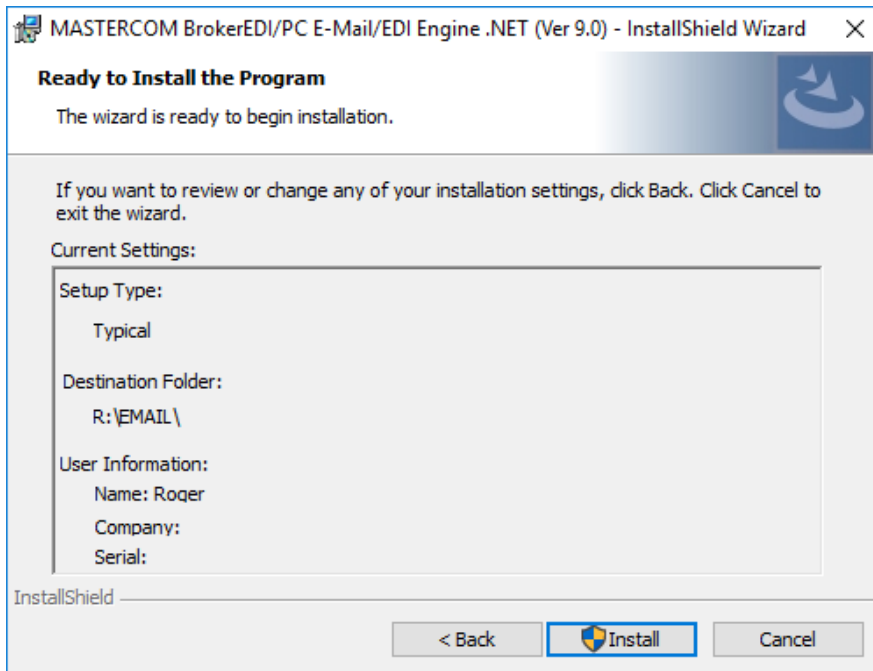 MASTERCOM BrokerEDI/PC E-Mail/EDI Engine .NET (Ver 9.0) - InstallShield Wizard
Ready to Install the Program
The wizard is ready to begin installation.
If you want to review or change any of your installation settings, click Back. Click Cancel to
exit the wizard.
Current Settings:
Setup Type:
Typical
Destination Folder:
R:\EMAIL\
User Information:
Name: Roger
Company:
Serial:
InstallShield
< Back
Install
Cancel